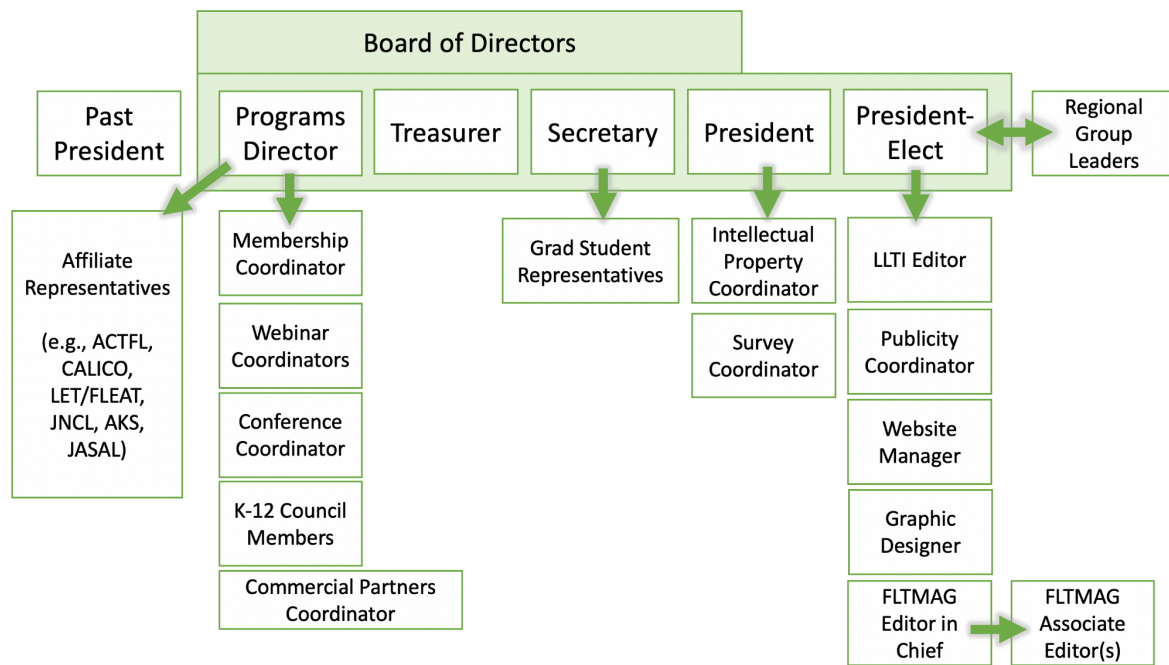 Board of Directors
Past
President
Programs
Director
Treasurer
Secretary
President
President-
Elect
Regional
Group
Leaders
Affiliate
Representatives
(e.g., ACTFL,
CALICO,
LET/FLEAT,
JNCL, AKS,
JASAL)
Membership
Coordinator
Webinar
Coordinators
Conference
Coordinator
K-12 Council
Members
Commercial Partners
Coordinator
Grad Student
Representatives
Intellectual
Property
Coordinator
Survey
Coordinator
LLTI Editor
Publicity
Coordinator
Website
Manager
Graphic
Designer
FLTMAG
Editor in
Chief
FLTMAG
Associate
Editor(s)